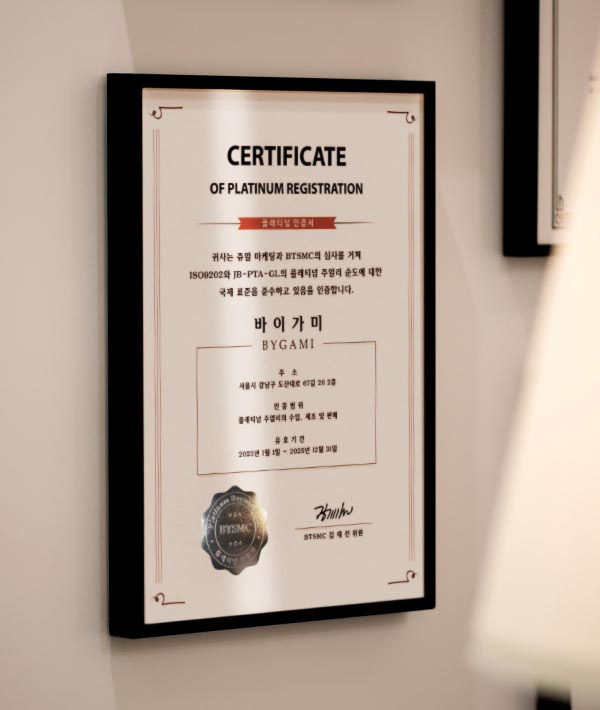 CERTIFICATE
OF PLATINUM REGISTRATION
플래티넘 인증서
귀사는 쥬얼 마케팅과 BTSMC의 심사를 거쳐
ISO9202와 JB-PTA-GL의 플래티넘 주얼리 순도에 대한
국제 표준을 준수하고 있음을 인증합니다.
바이가미
BYGAMI
주 소
서울시 강남구 도산대로 67길 26 2층
인증범위
플래티넘 주얼리의 수입, 제조 및 판매
유효기간
2023년 1월 1일 ~ 2025년 12월 31일
Platinum
BTSMC
BTSMC 김 재 선 위원